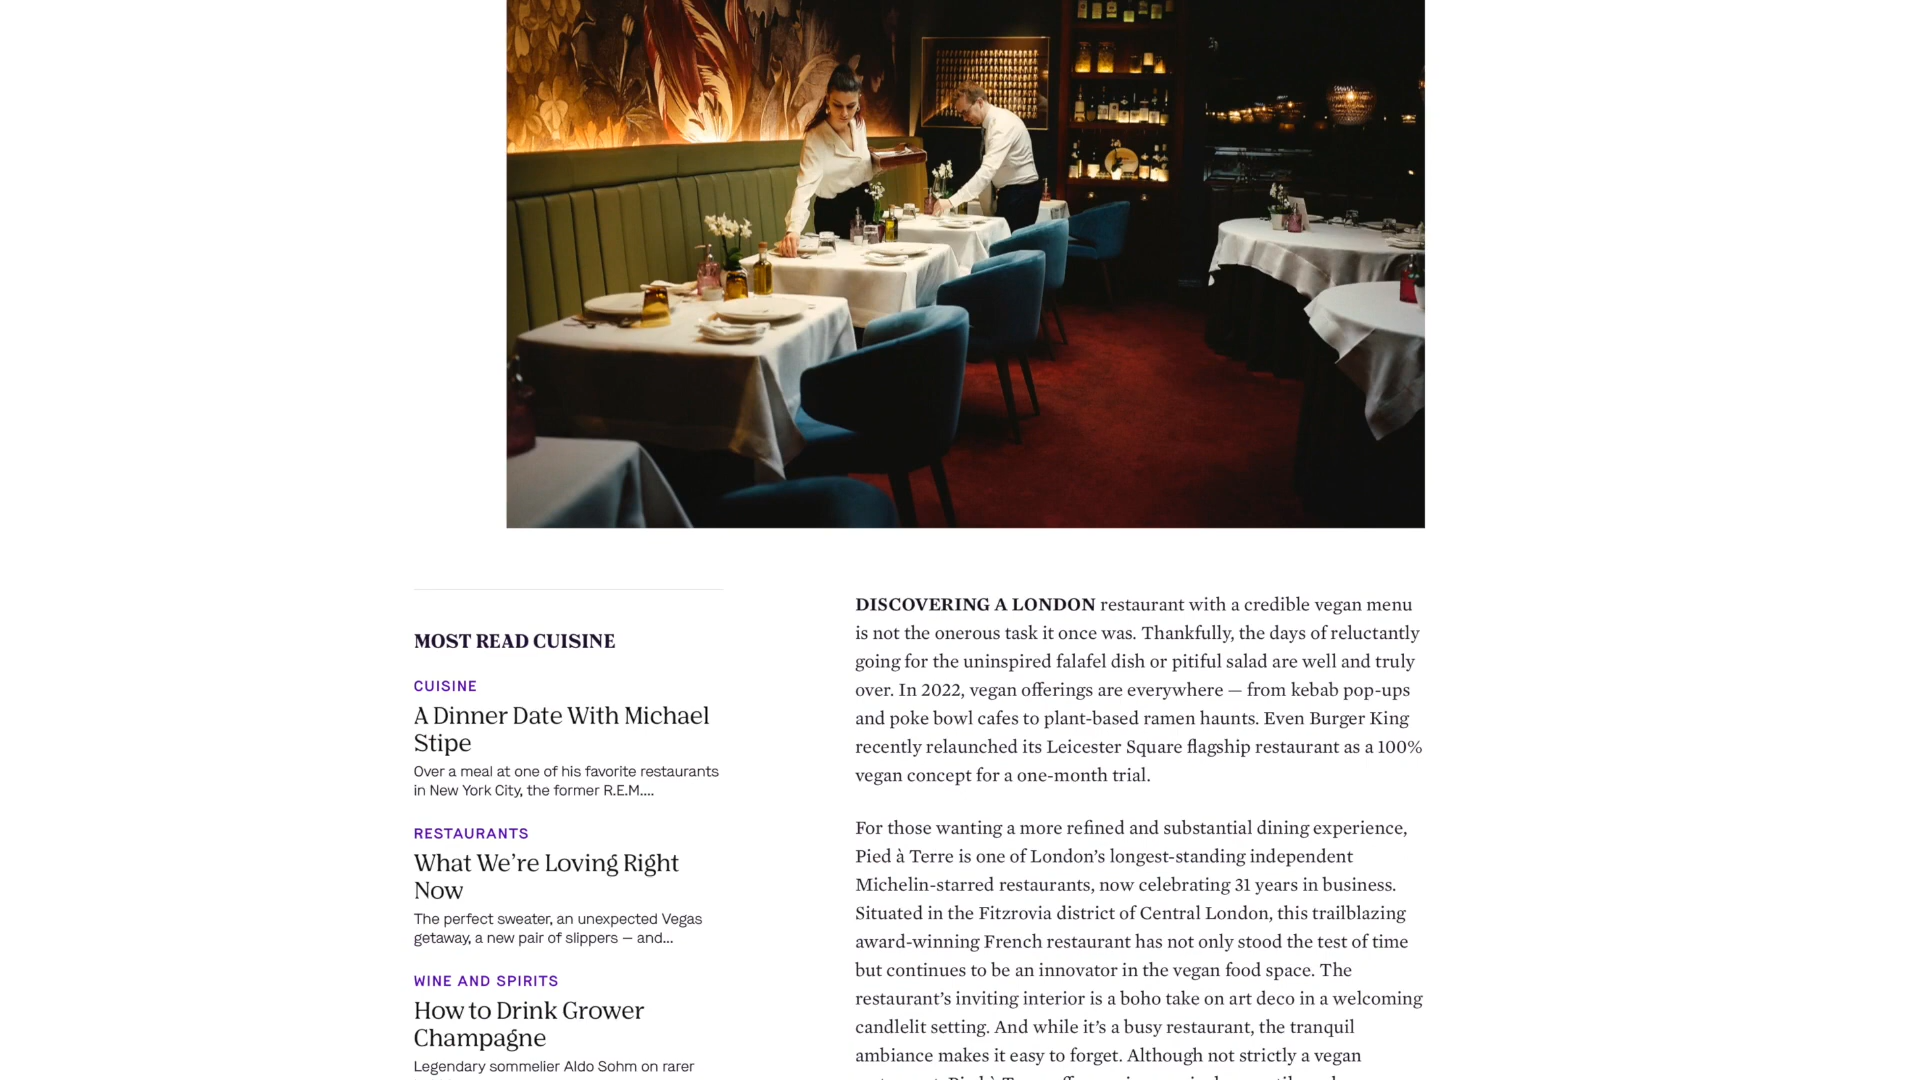 MOST READ CUISINE
CUISINE
A Dinner Date With Michael
Stipe
Over a meal at one of his favorite restaurants
in New York City, the former R.E.M....
RESTAURANTS
What We’re Loving Right
Now
The perfect sweater, an unexpected Vegas
getaway, a new pair of slippers — and...
WINE AND SPIRITS
How to Drink Grower
Champagne
Legendary sommelier Aldo Sohm on rarer
DISCOVERING A LONDON restaurant with a credible vegan menu
is not the onerous task it once was. Thankfully, the days of reluctantly
going for the uninspired falafel dish or pitiful salad are well and truly
over. In 2022, vegan offerings are everywhere — from kebab pop-ups
and poke bowl cafes to plant-based ramen haunts. Even Burger King
recently relaunched its Leicester Square flagship restaurant as a 100%
vegan concept for a one-month trial.
For those wanting a more refined and substantial dining experience,
Pied à Terre is one of London’s longest-standing independent
Michelin-starred restaurants, now celebrating 31 years in business.
Situated in the Fitzrovia district of Central London, this trailblazing
award-winning French restaurant has not only stood the test of time
but continues to be an innovator in the vegan food space. The
restaurant’s inviting interior is a boho take on art deco in a welcoming
candlelit setting. And while it’s a busy restaurant, the tranquil
ambiance makes it easy to forget. Although not strictly a vegan